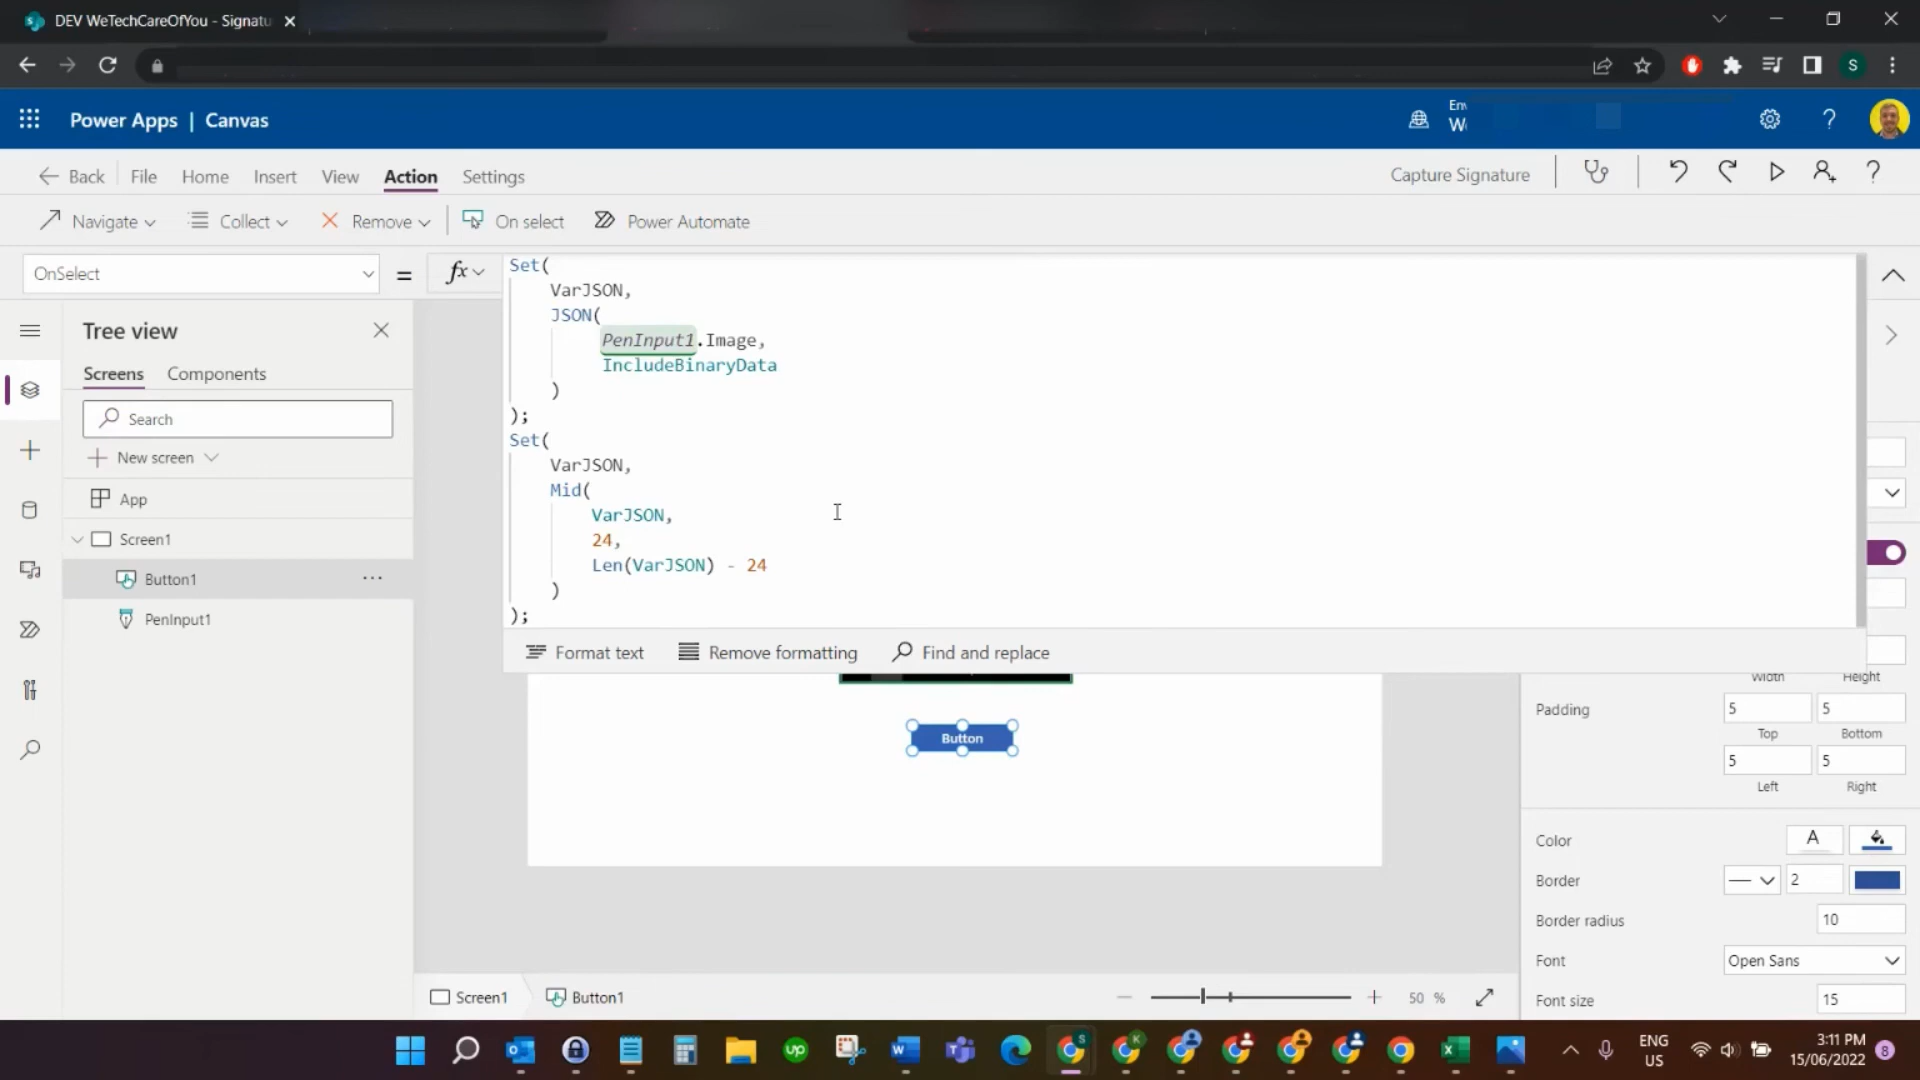 DEV WeTechCareOfYou - Signatu
S
Power Apps | Canvas
En
W
Back
File
Home
Insert
View
Action
Settings
Capture Signature
Navigate
Collect
Remove
On select
Power Automate
OnSelect
=
fx
Set(
VarJSON,
JSON(
PenInput1.Image,
IncludeBinaryData
)
);
Set(
VarJSON,
Mid(
VarJSON,
24,
Len(VarJSON) - 24
)
);
Format text
Remove formatting
Find and replace
Tree view
Screens
Components
Search
New screen
App
Screen1
Button1
PenInput1
Button
Width
Height
Padding
5
5
Top
Bottom
5
5
Left
Right
Color
A
Border
2
Border radius
10
Font
Open Sans
Font size
15
Screen1
Button1
50 %
ENG
US
3:11 PM
15/06/2022
8